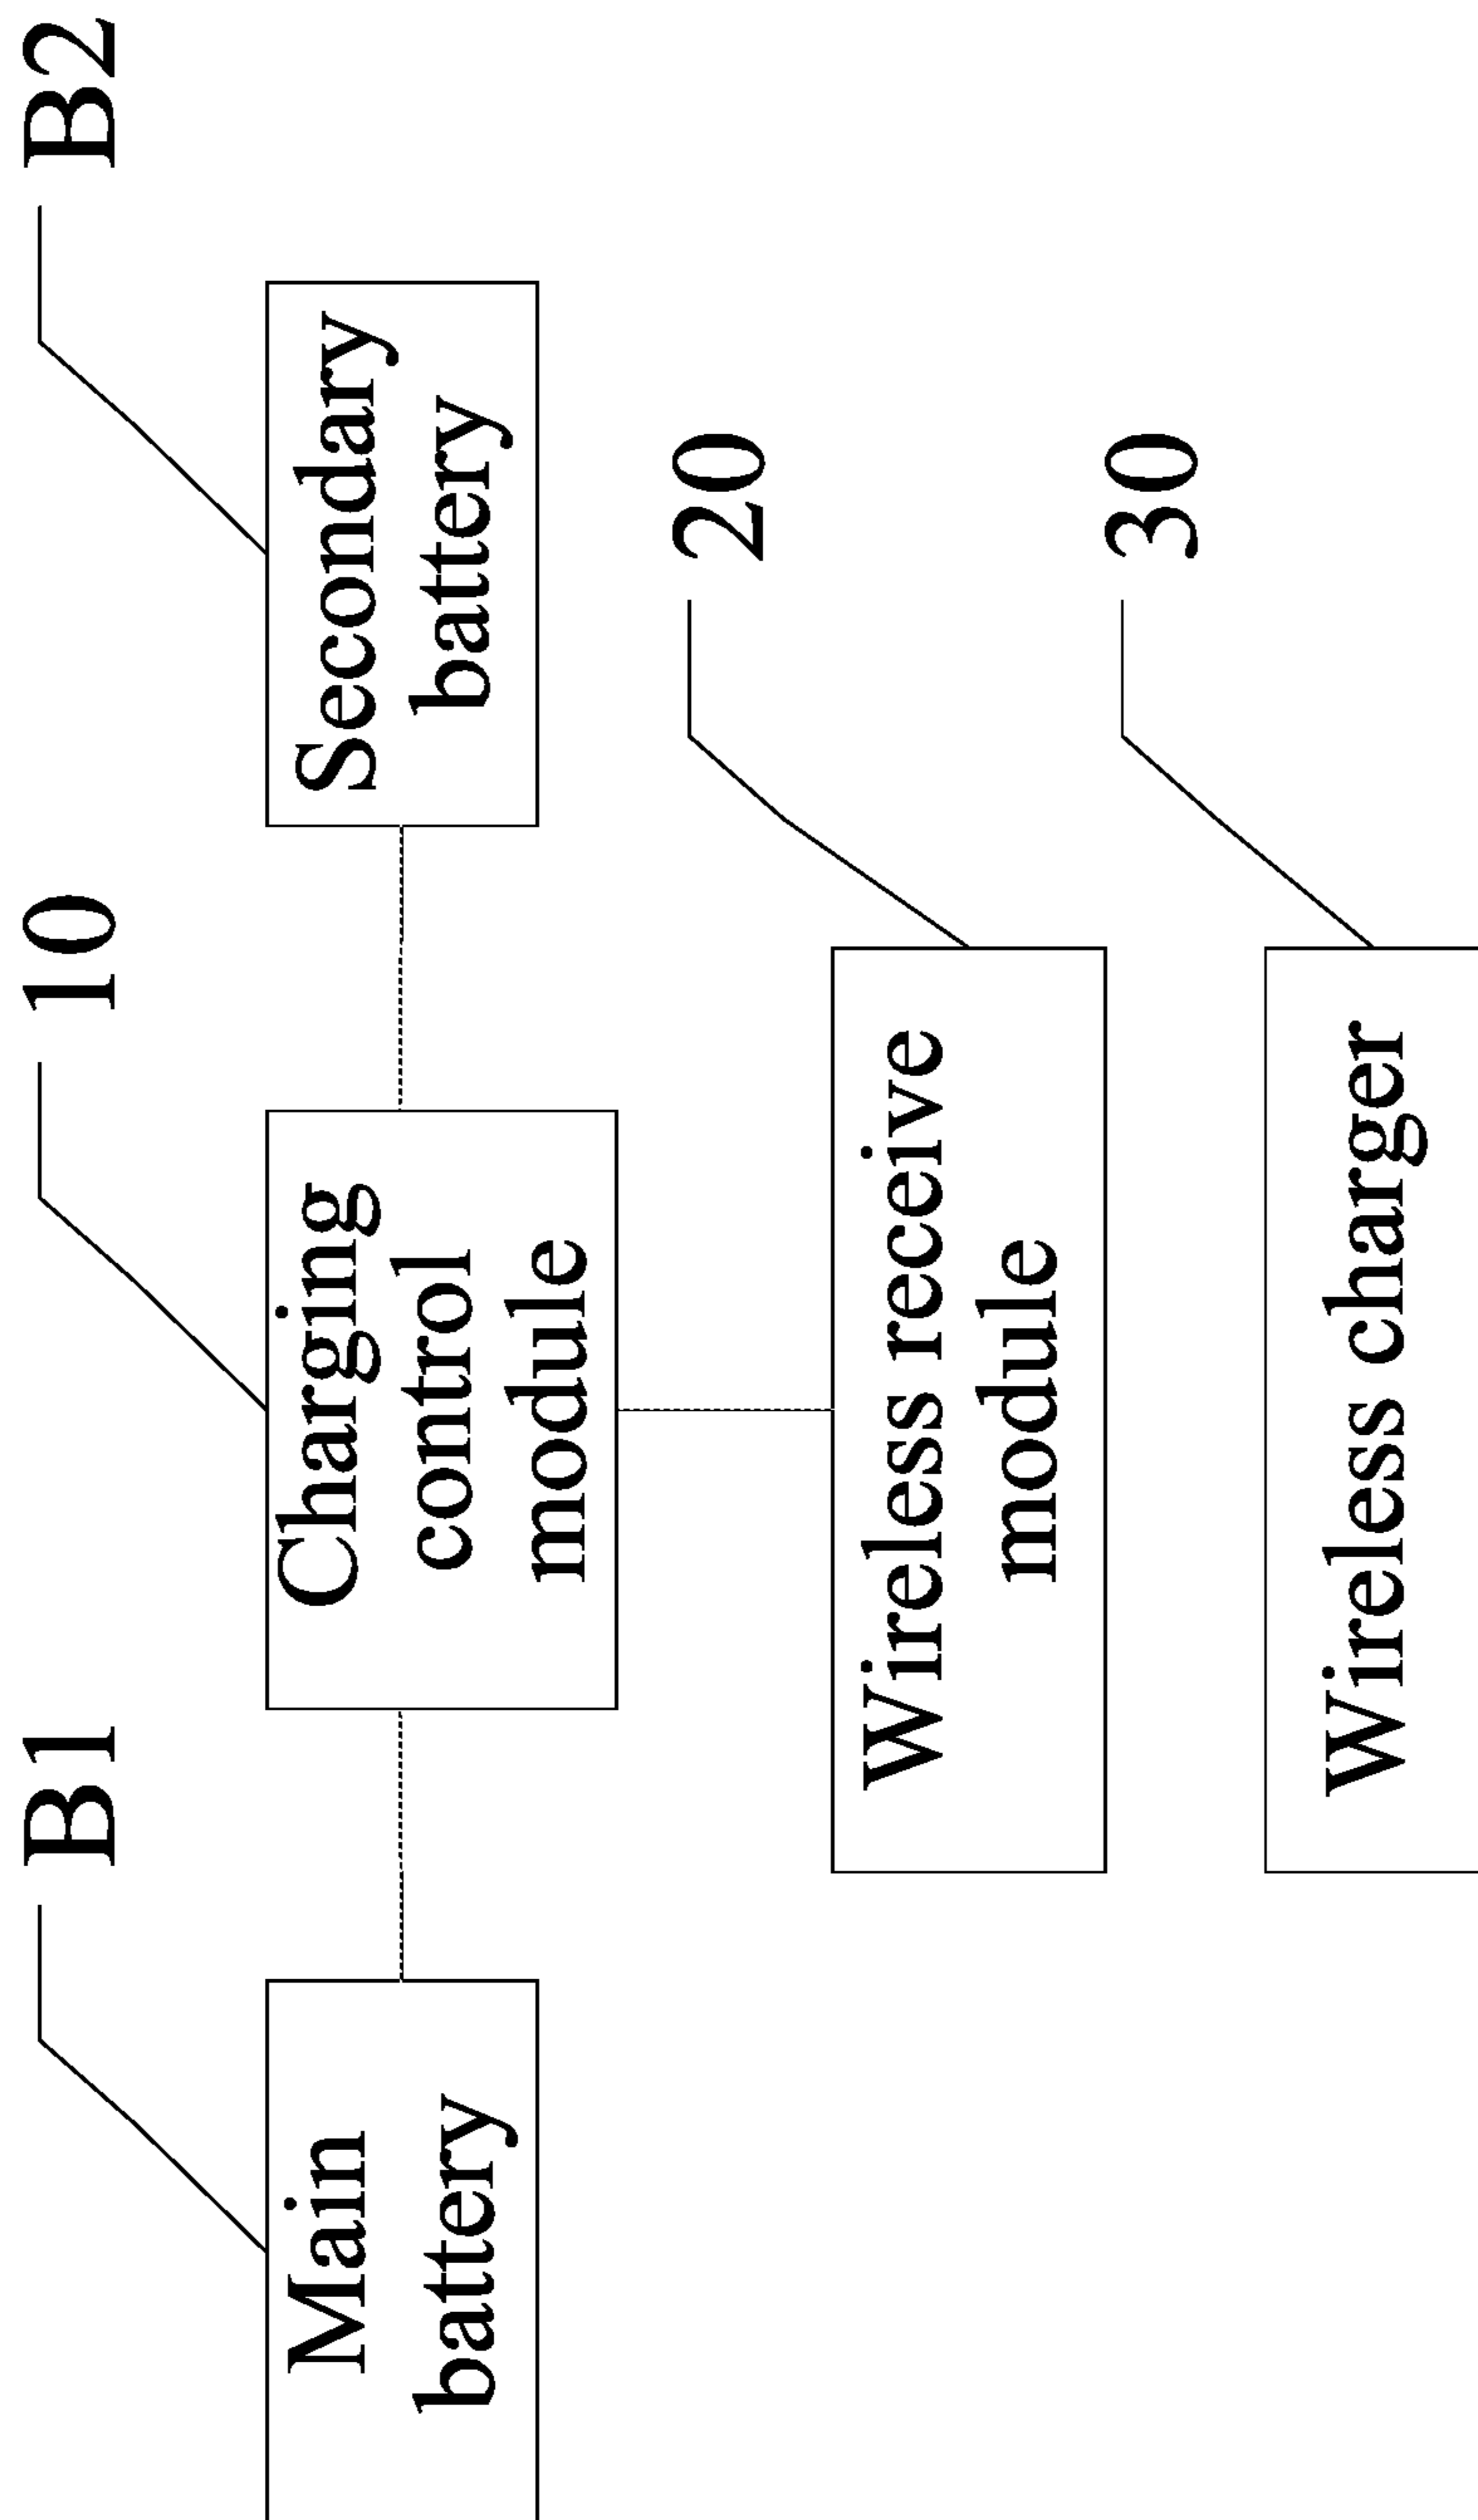 B1
10
B2
Main
battery
Charging
control
module
Secondary
battery
20
Wireless receive
module
30
Wireless charger